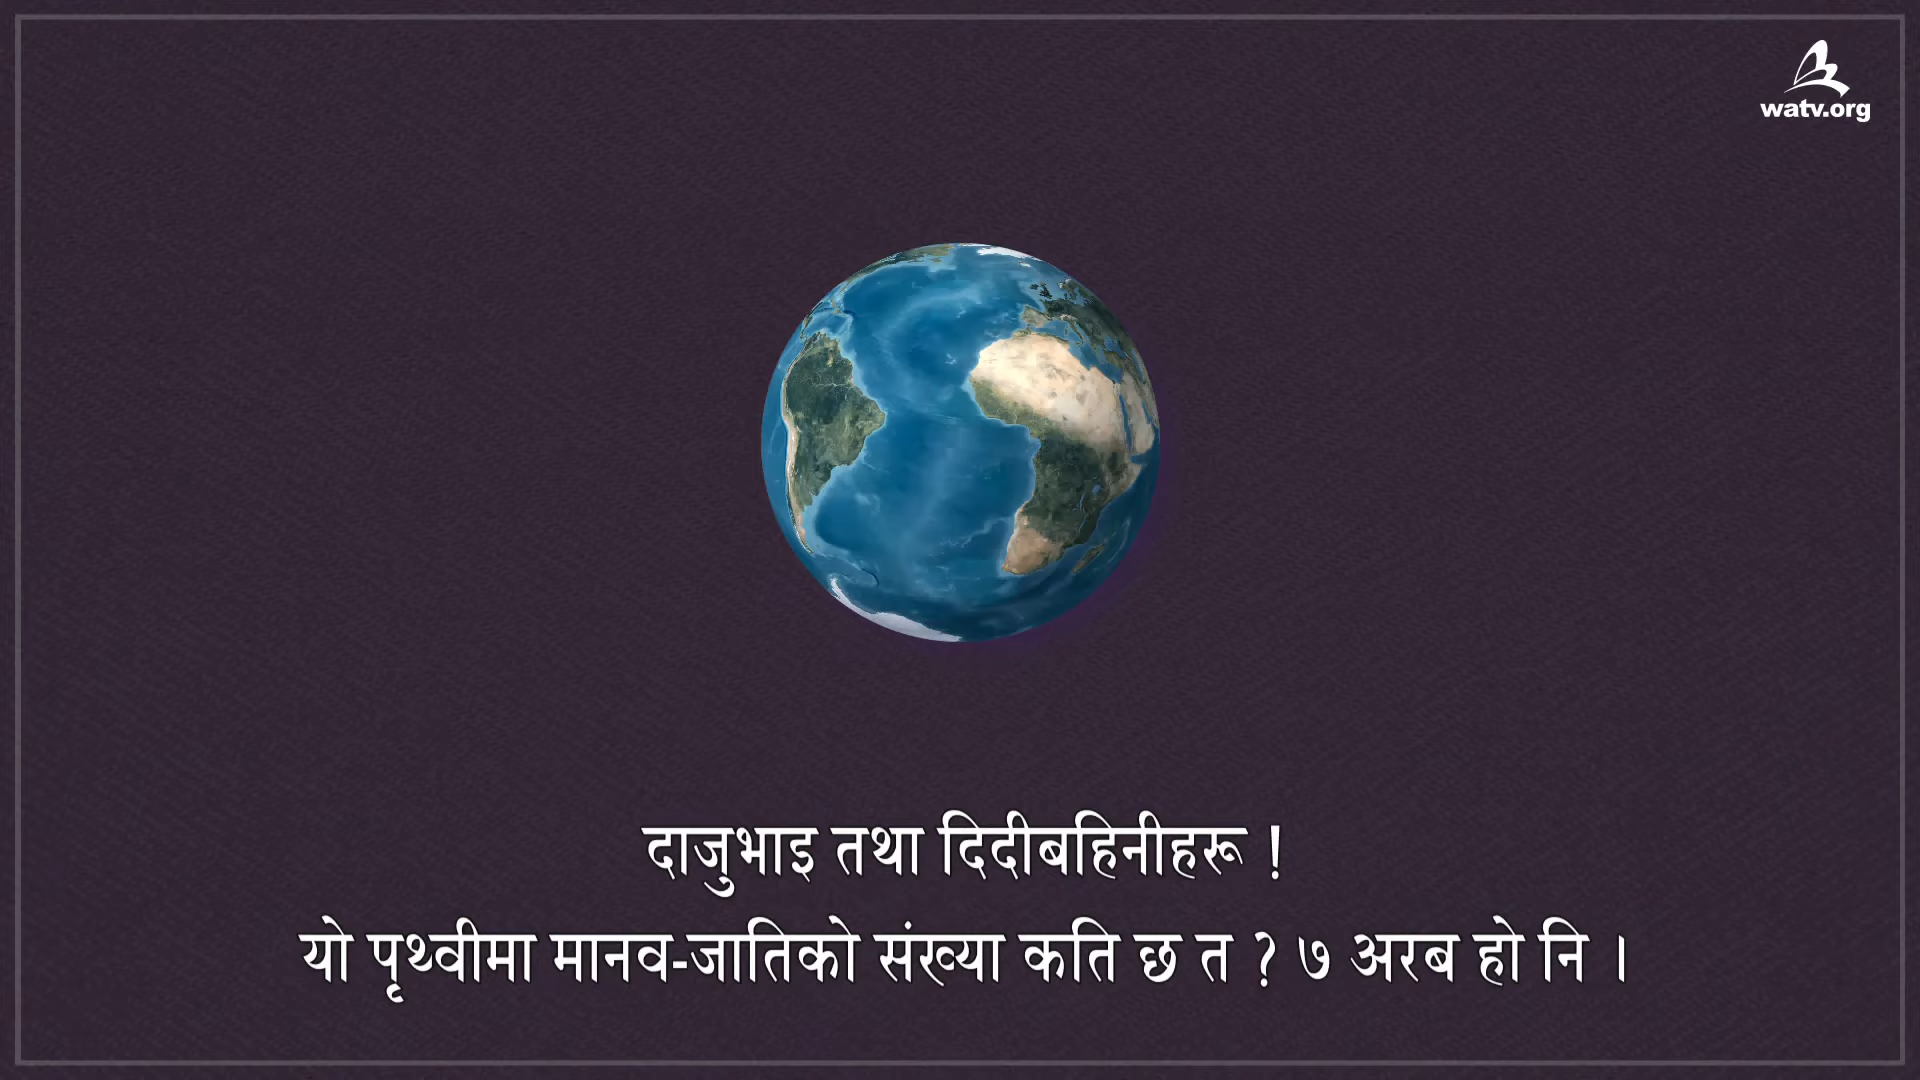 watv.org
दाजुभाइ तथा दिदीबहिनीहरू !
यो पृथ्वीमा मानव-जातिको संख्या कति छ त ? ७ अरब हो नि ।